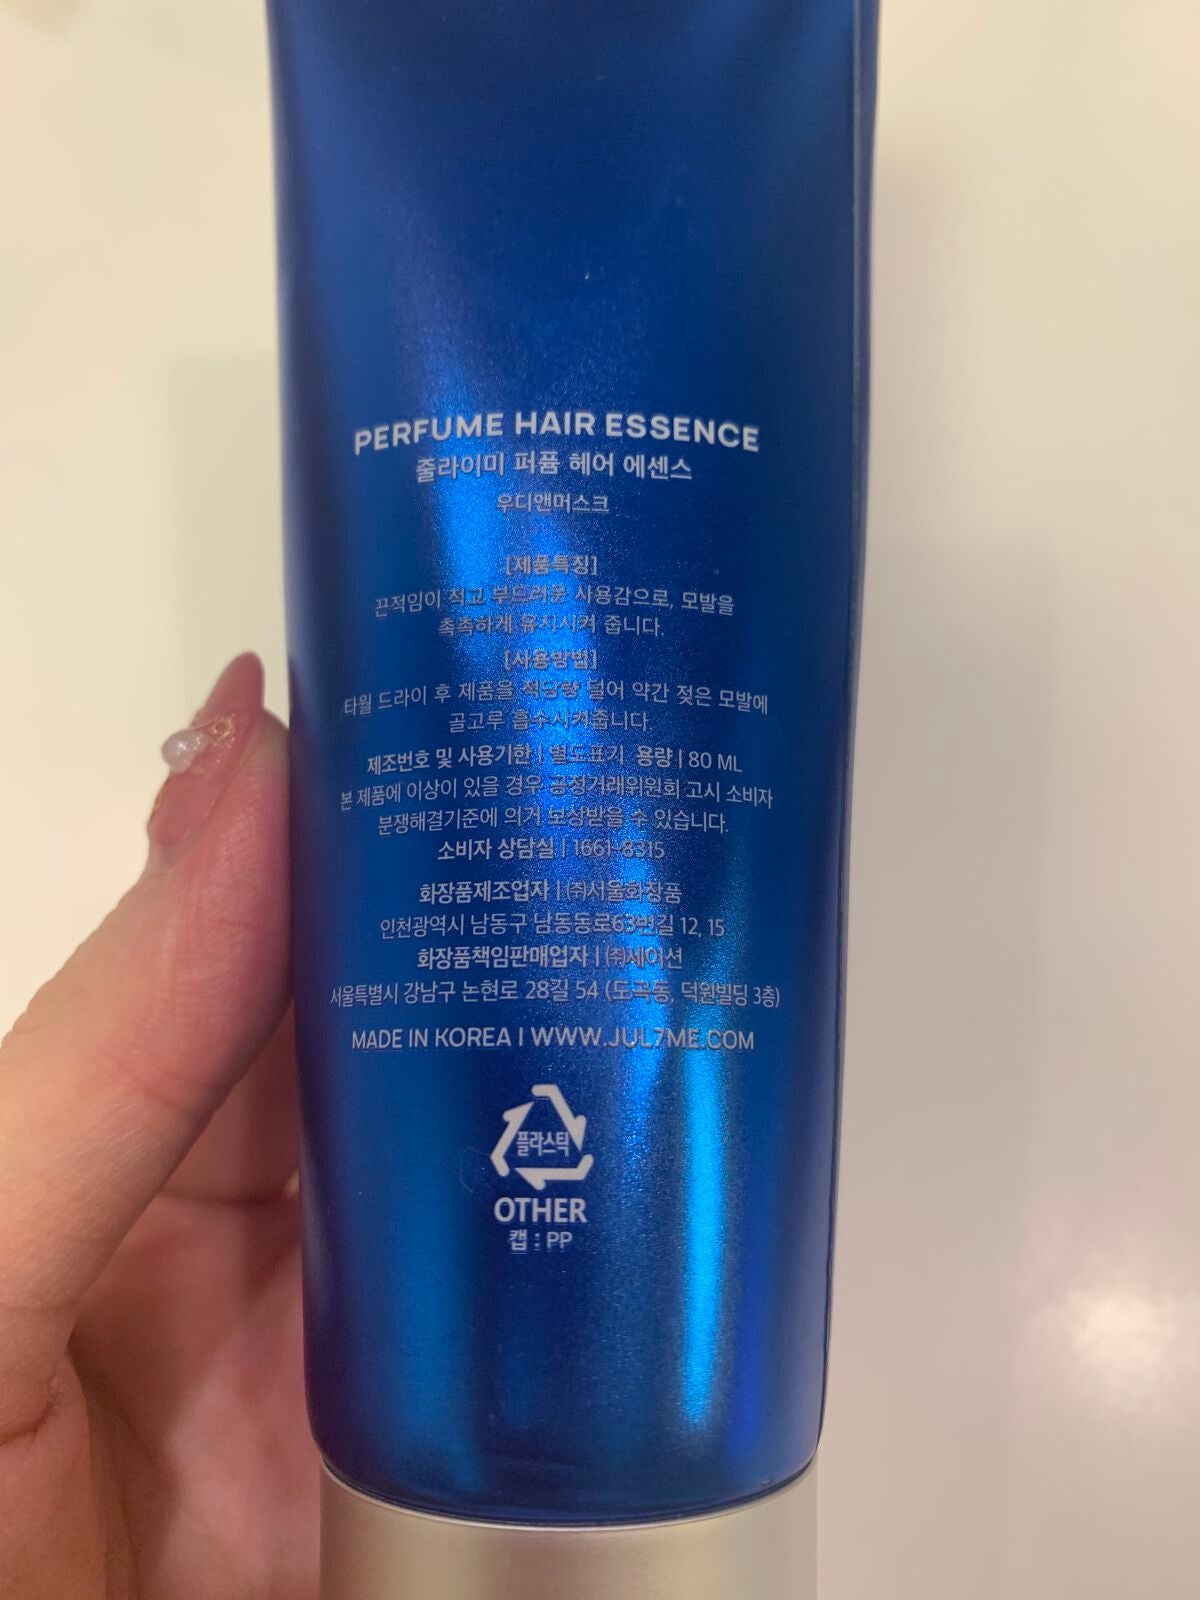 PERFUME HAIR ESSENCE
줄라이미 퍼퓸 헤어 에센스
우디앤머스크
[제품특징]
끈적임이 적고 부드러운 사용감으로, 모발을
촉촉하게 유지시켜 줍니다.
[사용방법]
타월 드라이 후 제품을 적당량 덜어 약간 젖은 모발에
골고루 흡수시켜줍니다.
제조번호 및 사용기한 | 별도표기 용량 | 80 ML
본 제품에 이상이 있을 경우 공정거래위원회 고시 소비자
분쟁해결기준에 의거 보상받을 수 있습니다.
소비자 상담실 | 1661-8315
화장품제조업자 | ㈜서울화장품
인천광역시 남동구 남동동로63번길 12, 15
화장품책임판매업자 | ㈜세이션
서울특별시 강남구 논현로 28길 54 (도곡동, 덕원빌딩 3층)
MADE IN KOREA | WWW.JUL7ME.COM
플라스틱
OTHER
캡 : PP